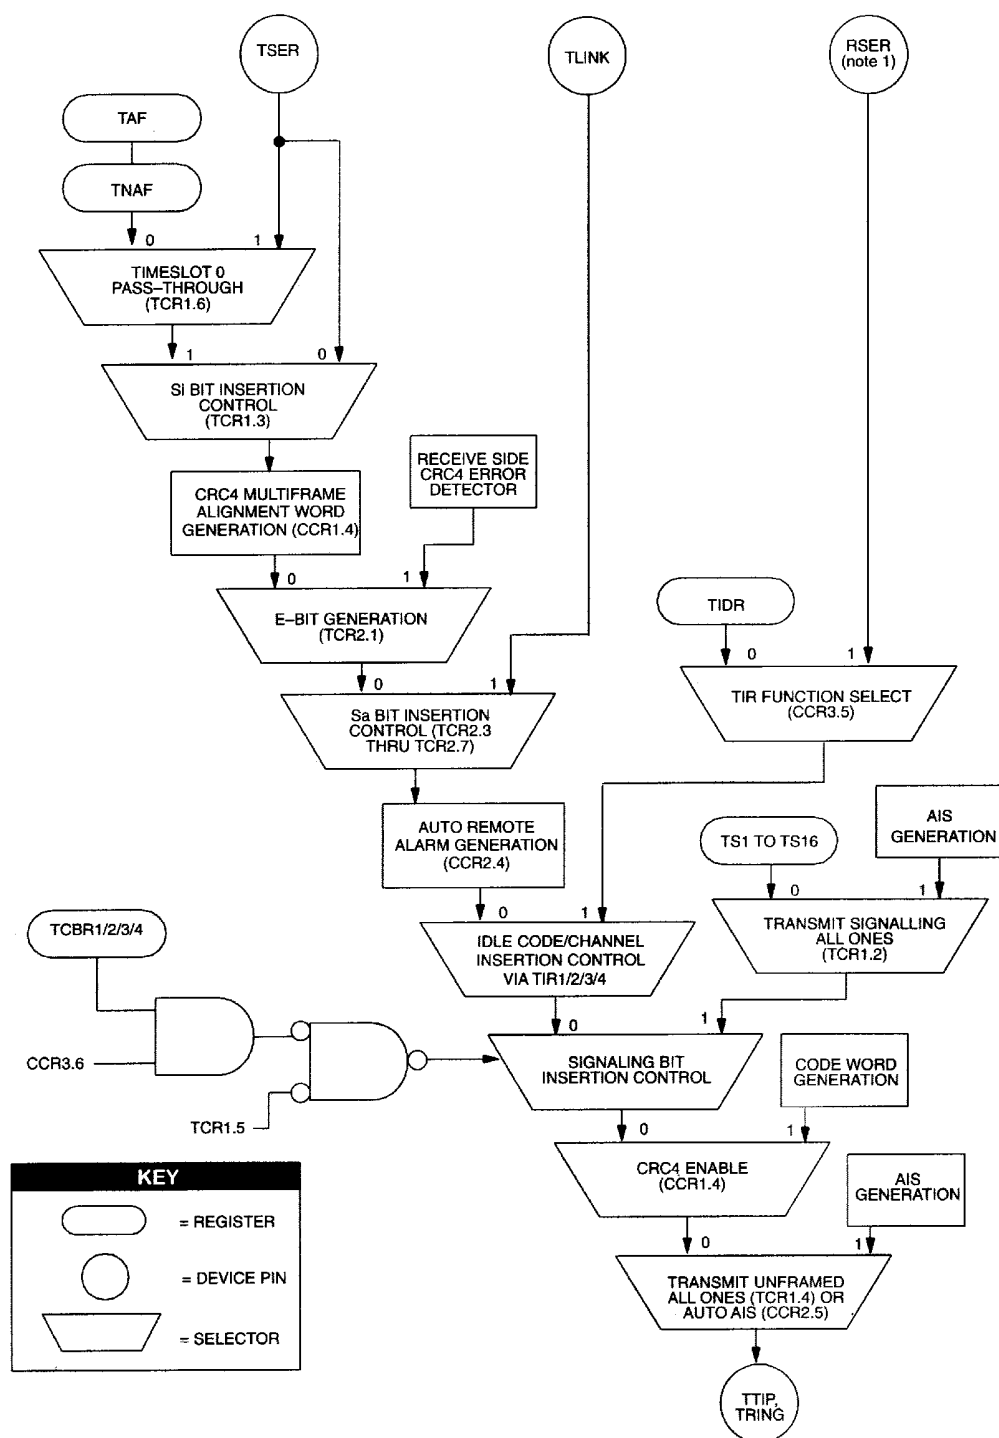 TSER
TLINK
RSER
(note 1)
TAF
TNAF
0
1
TIMESLOT 0
PASS–THROUGH
(TCR1.6)
1
0
Si BIT INSERTION
CONTROL
(TCR1.3)
RECEIVE SIDE
CRC4 ERROR
DETECTOR
CRC4 MULTIFRAME
ALIGNMENT WORD
GENERATION (CCR1.4)
0
1
E–BIT GENERATION
(TCR2.1)
TIDR
0
1
TIR FUNCTION SELECT
(CCR3.5)
0
1
Sa BIT INSERTION
CONTROL (TCR2.3
THRU TCR2.7)
AUTO REMOTE
ALARM GENERATION
(CCR2.4)
TS1 TO TS16
AIS
GENERATION
0
1
TRANSMIT SIGNALLING
ALL ONES
(TCR1.2)
0
1
IDLE CODE/CHANNEL
INSERTION CONTROL
VIA TIR1/2/3/4
TCBR1/2/3/4
CCR3.6
TCR1.5
0
1
SIGNALING BIT
INSERTION CONTROL
CODE WORD
GENERATION
0
1
CRC4 ENABLE
(CCR1.4)
AIS
GENERATION
0
1
TRANSMIT UNFRAMED
ALL ONES (TCR1.4) OR
AUTO AIS (CCR2.5)
TTIP,
TRING
KEY
= REGISTER
= DEVICE PIN
= SELECTOR